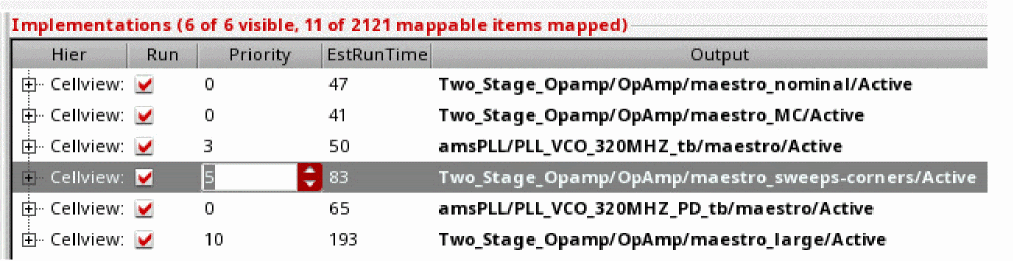 Implementations (6 of 6 visible, 11 of 2121 mappable items mapped)
Hier Run Priority EstRunTime Output
Cellview: 0 47 Two_Stage_Opamp/OpAmp/maestro_nominal/Active
Cellview: 0 41 Two_Stage_Opamp/OpAmp/maestro_MC/Active
Cellview: 3 50 amsPLL/PLL_VCO_320MHZ_tb/maestro/Active
Cellview: 5 83 Two_Stage_Opamp/OpAmp/maestro_sweeps-corners/Active
Cellview: 0 65 amsPLL/PLL_VCO_320MHZ_PD_tb/maestro/Active
Cellview: 10 193 Two_Stage_Opamp/OpAmp/maestro_large/Active